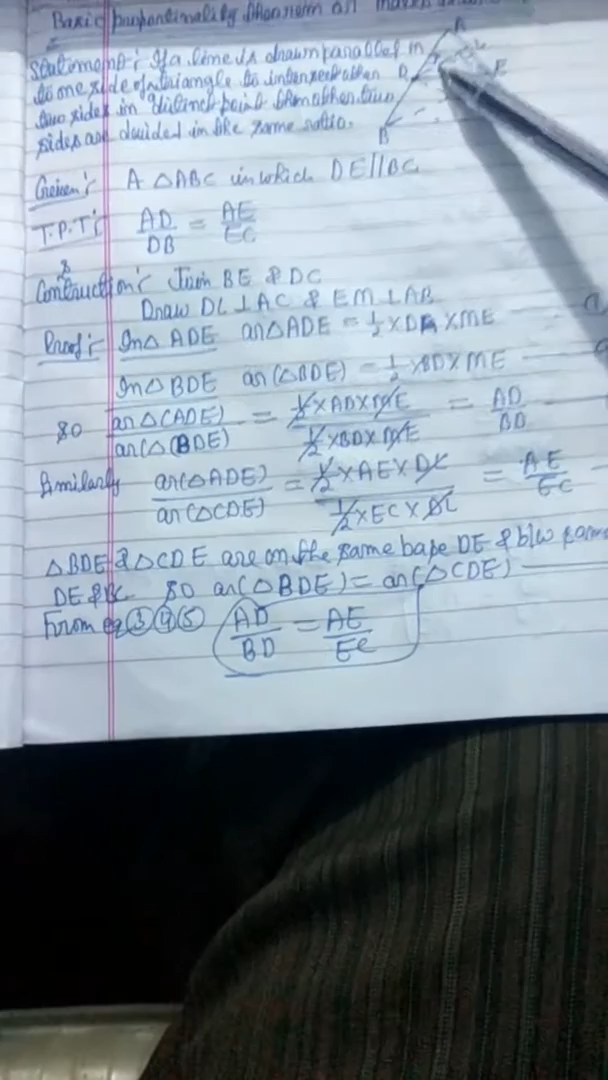 Basic proportionality theorem or
Statement : If a line is drawn parallel
to one side of a triangle to intersect other
two sides in distinct point then other two
sides are divided in the same ratio.
A
E
B
Given : A △ABC in which DE||BC
T.P.T : AD/DB = AE/EC
Contruction : Join BE & DC
Draw DL⊥AC & EM⊥AB
Proof :- In△ ADE ar△ADE = 1/2 × DA × ME
In△ BDE ar(△BDE) = 1/2 × BD × ME
So ar△(ADE)/ar△(BDE) = 1/2×AD×ME / 1/2×BD×ME = AD/BD
Similarly ar(△ADE)/ar(△CDE) = 1/2×AE×DL / 1/2×EC×DL = AE/EC
△BDE & △CDE are on the same base DE & b/w same
DE & BC So ar(△BDE) = ar(△CDE)
From eq ③④⑤ AD/BD = AE/EC